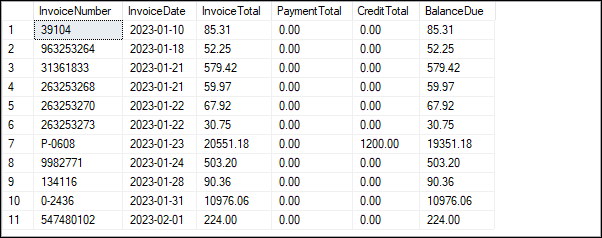 InvoiceNumber InvoiceDate InvoiceTotal PaymentTotal CreditTotal BalanceDue
1 39104 2023-01-10 85.31 0.00 0.00 85.31
2 963253264 2023-01-18 52.25 0.00 0.00 52.25
3 31361833 2023-01-21 579.42 0.00 0.00 579.42
4 263253268 2023-01-21 59.97 0.00 0.00 59.97
5 263253270 2023-01-22 67.92 0.00 0.00 67.92
6 263253273 2023-01-22 30.75 0.00 0.00 30.75
7 P-0608 2023-01-23 20551.18 0.00 1200.00 19351.18
8 9982771 2023-01-24 503.20 0.00 0.00 503.20
9 134116 2023-01-28 90.36 0.00 0.00 90.36
10 0-2436 2023-01-31 10976.06 0.00 0.00 10976.06
11 547480102 2023-02-01 224.00 0.00 0.00 224.00